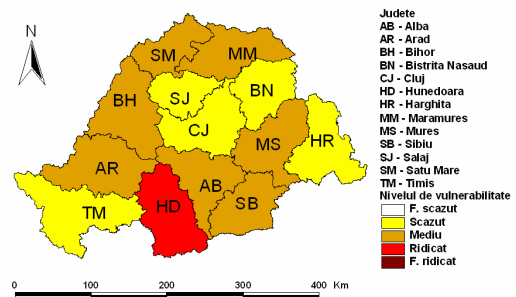 N
SM
MM
BH
SJ
BN
CJ
MS
HR
AR
AB
SB
TM
HD
0 100 200 300 400 Km
Judete
AB - Alba
AR - Arad
BH - Bihor
BN - Bistrita Nasaud
CJ - Cluj
HD - Hunedoara
HR - Harghita
MM - Maramures
MS - Mures
SB - Sibiu
SJ - Salaj
SM - Satu Mare
TM - Timis
Nivelul de vulnerabilitate
F. scazut
Scazut
Mediu
Ridicat
F. ridicat